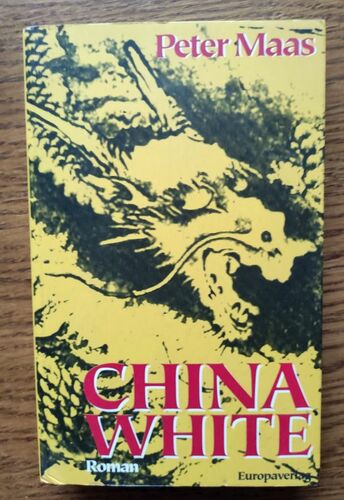 Peter Maas
CHINA
WHITE
Roman
Europaverlag